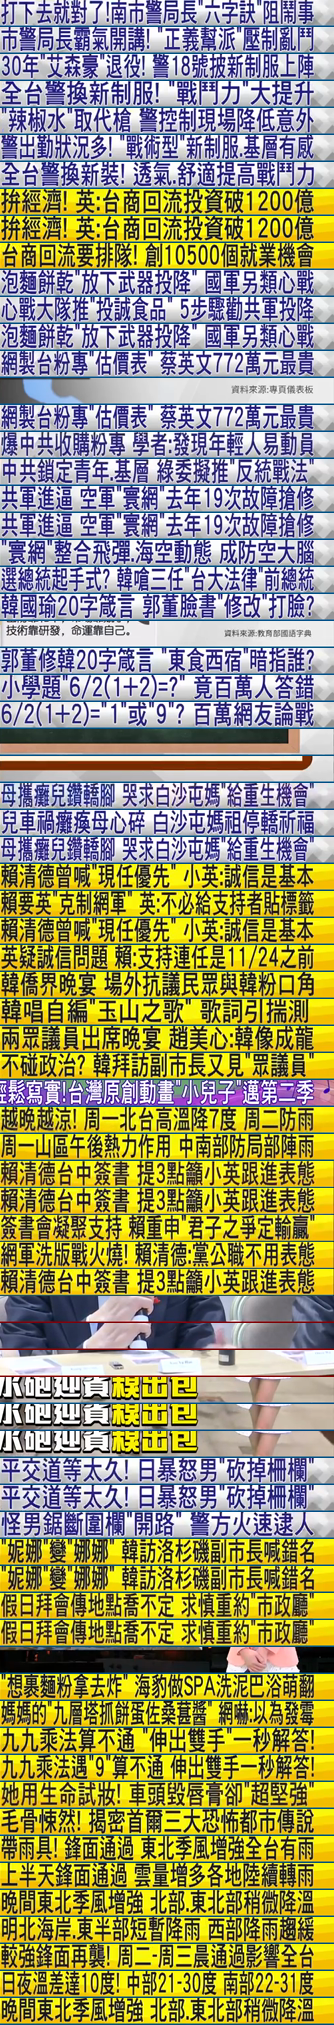 打下去就對了!南市警局長"六字訣"阻鬧事
市警局長霸氣開講! "正義幫派"壓制亂鬥
30年"艾森豪"退役! 警18號披新制服上陣
全台警換新制服! "戰鬥力"大提升
"辣椒水"取代槍 警控制現場降低意外
警出勤狀況多! "戰術型"新制服.基層有感
全台警換新裝! 透氣.舒適提高戰鬥力
拚經濟! 英:台商回流投資破1200億
拚經濟! 英:台商回流投資破1200億
台商回流要排隊! 創10500個就業機會
泡麵餅乾"放下武器投降" 國軍另類心戰
心戰大隊推"投誠食品" 5步驟勸共軍投降
泡麵餅乾"放下武器投降" 國軍另類心戰
網製台粉專"估價表" 蔡英文772萬元最貴
資料來源:專頁儀表板
網製台粉專"估價表" 蔡英文772萬元最貴
爆中共收購粉專 學者:發現年輕人易動員
中共鎖定青年.基層 綠委擬推"反統戰法"
共軍進逼 空軍"寰網"去年19次故障搶修
共軍進逼 空軍"寰網"去年19次故障搶修
"寰網"整合飛彈.海空動態 成防空大腦
選總統起手式? 韓嗆三任"台大法律"前總統
韓國瑜20字箴言 郭董臉書"修改"打臉?
技術靠研發,命運靠自己。
資料來源:教育部國語字典
郭董修韓20字箴言 "東食西宿"暗指誰?
小學題"6/2(1+2)=?" 竟百萬人答錯
6/2(1+2)="1"或"9"? 百萬網友論戰
母攜癱兒鑽轎腳 哭求白沙屯媽"給重生機會"
兒車禍癱瘓母心碎 白沙屯媽祖停轎祈福
母攜癱兒鑽轎腳 哭求白沙屯媽"給重生機會"
賴清德曾喊"現任優先" 小英:誠信是基本
賴要英"克制網軍" 英:不必給支持者貼標籤
賴清德曾喊"現任優先" 小英:誠信是基本
英疑誠信問題 賴:支持連任是11/24之前
韓僑界晚宴 場外抗議民眾與韓粉口角
韓唱自編"玉山之歌" 歌詞引揣測
兩眾議員出席晚宴 趙美心:韓像成龍
不碰政治? 韓拜訪副市長又見"眾議員"
輕鬆寫實!台灣原創動畫"小兒子"邁第二季
越晚越涼! 周一北台高溫降7度 周二防雨
周一山區午後熱力作用 中南部防局部陣雨
賴清德台中簽書 提3點籲小英跟進表態
賴清德台中簽書 提3點籲小英跟進表態
簽書會凝聚支持 賴重申"君子之爭定輸贏"
網軍洗版戰火燒! 賴清德:黨公職不用表態
賴清德台中簽書 提3點籲小英跟進表態
水砲迎賓糗出包
水砲迎賓糗出包
水砲迎賓糗出包
平交道等太久! 日暴怒男"砍掉柵欄"
平交道等太久! 日暴怒男"砍掉柵欄"
怪男鋸斷圍欄"開路" 警方火速逮人
"妮娜"變"娜娜" 韓訪洛杉磯副市長喊錯名
"妮娜"變"娜娜" 韓訪洛杉磯副市長喊錯名
假日拜會傳地點喬不定 求慎重約"市政廳"
假日拜會傳地點喬不定 求慎重約"市政廳"
"想裹麵粉拿去炸" 海豹做SPA洗泥巴浴萌翻
媽媽的"九層塔抓餅蛋佐桑葚醬" 網嚇:以為發霉
九九乘法算不通 "伸出雙手"一秒解答!
九九乘法遇"9"算不通 伸出雙手一秒解答!
她用生命試妝! 車頭毀唇膏卻"超堅強"
毛骨悚然! 揭密首爾三大恐怖都市傳說
帶雨具! 鋒面通過 東北季風增強全台有雨
上半天鋒面通過 雲量增多各地陸續轉雨
晚間東北季風增強 北部.東北部稍微降溫
明北海岸.東半部短暫降雨 西部降雨趨緩
較強鋒面再襲! 周二-周三晨通過影響全台
日夜溫差達10度! 中部21-30度 南部22-31度
晚間東北季風增強 北部.東北部稍微降溫